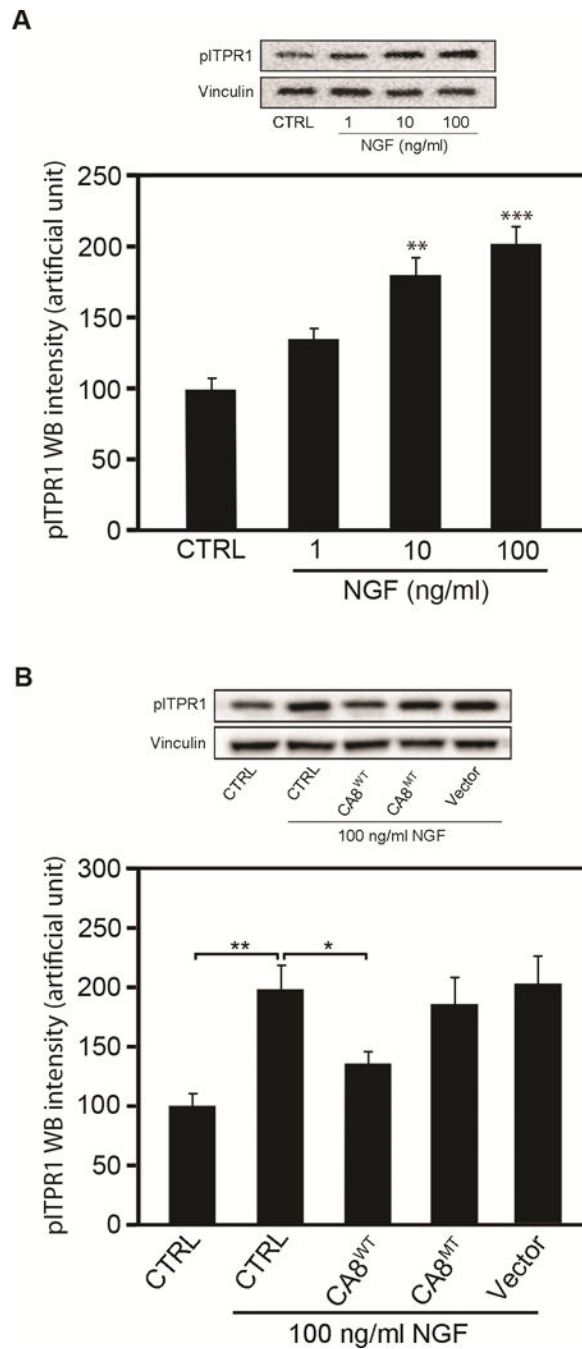 A
pITPR1
Vinculin
CTRL 1 10 100
NGF (ng/ml)
pITPR1 WB intensity (artificial unit)
250
200
150
100
50
0
**
***
CTRL 1 10 100
NGF (ng/ml)
B
pITPR1
Vinculin
CTRL CTRL CA8WT CA8MT Vector
100 ng/ml NGF
pITPR1 WB intensity (artificial unit)
300
250
200
150
100
50
0
** *
CTRL CTRL CA8WT CA8MT Vector
100 ng/ml NGF